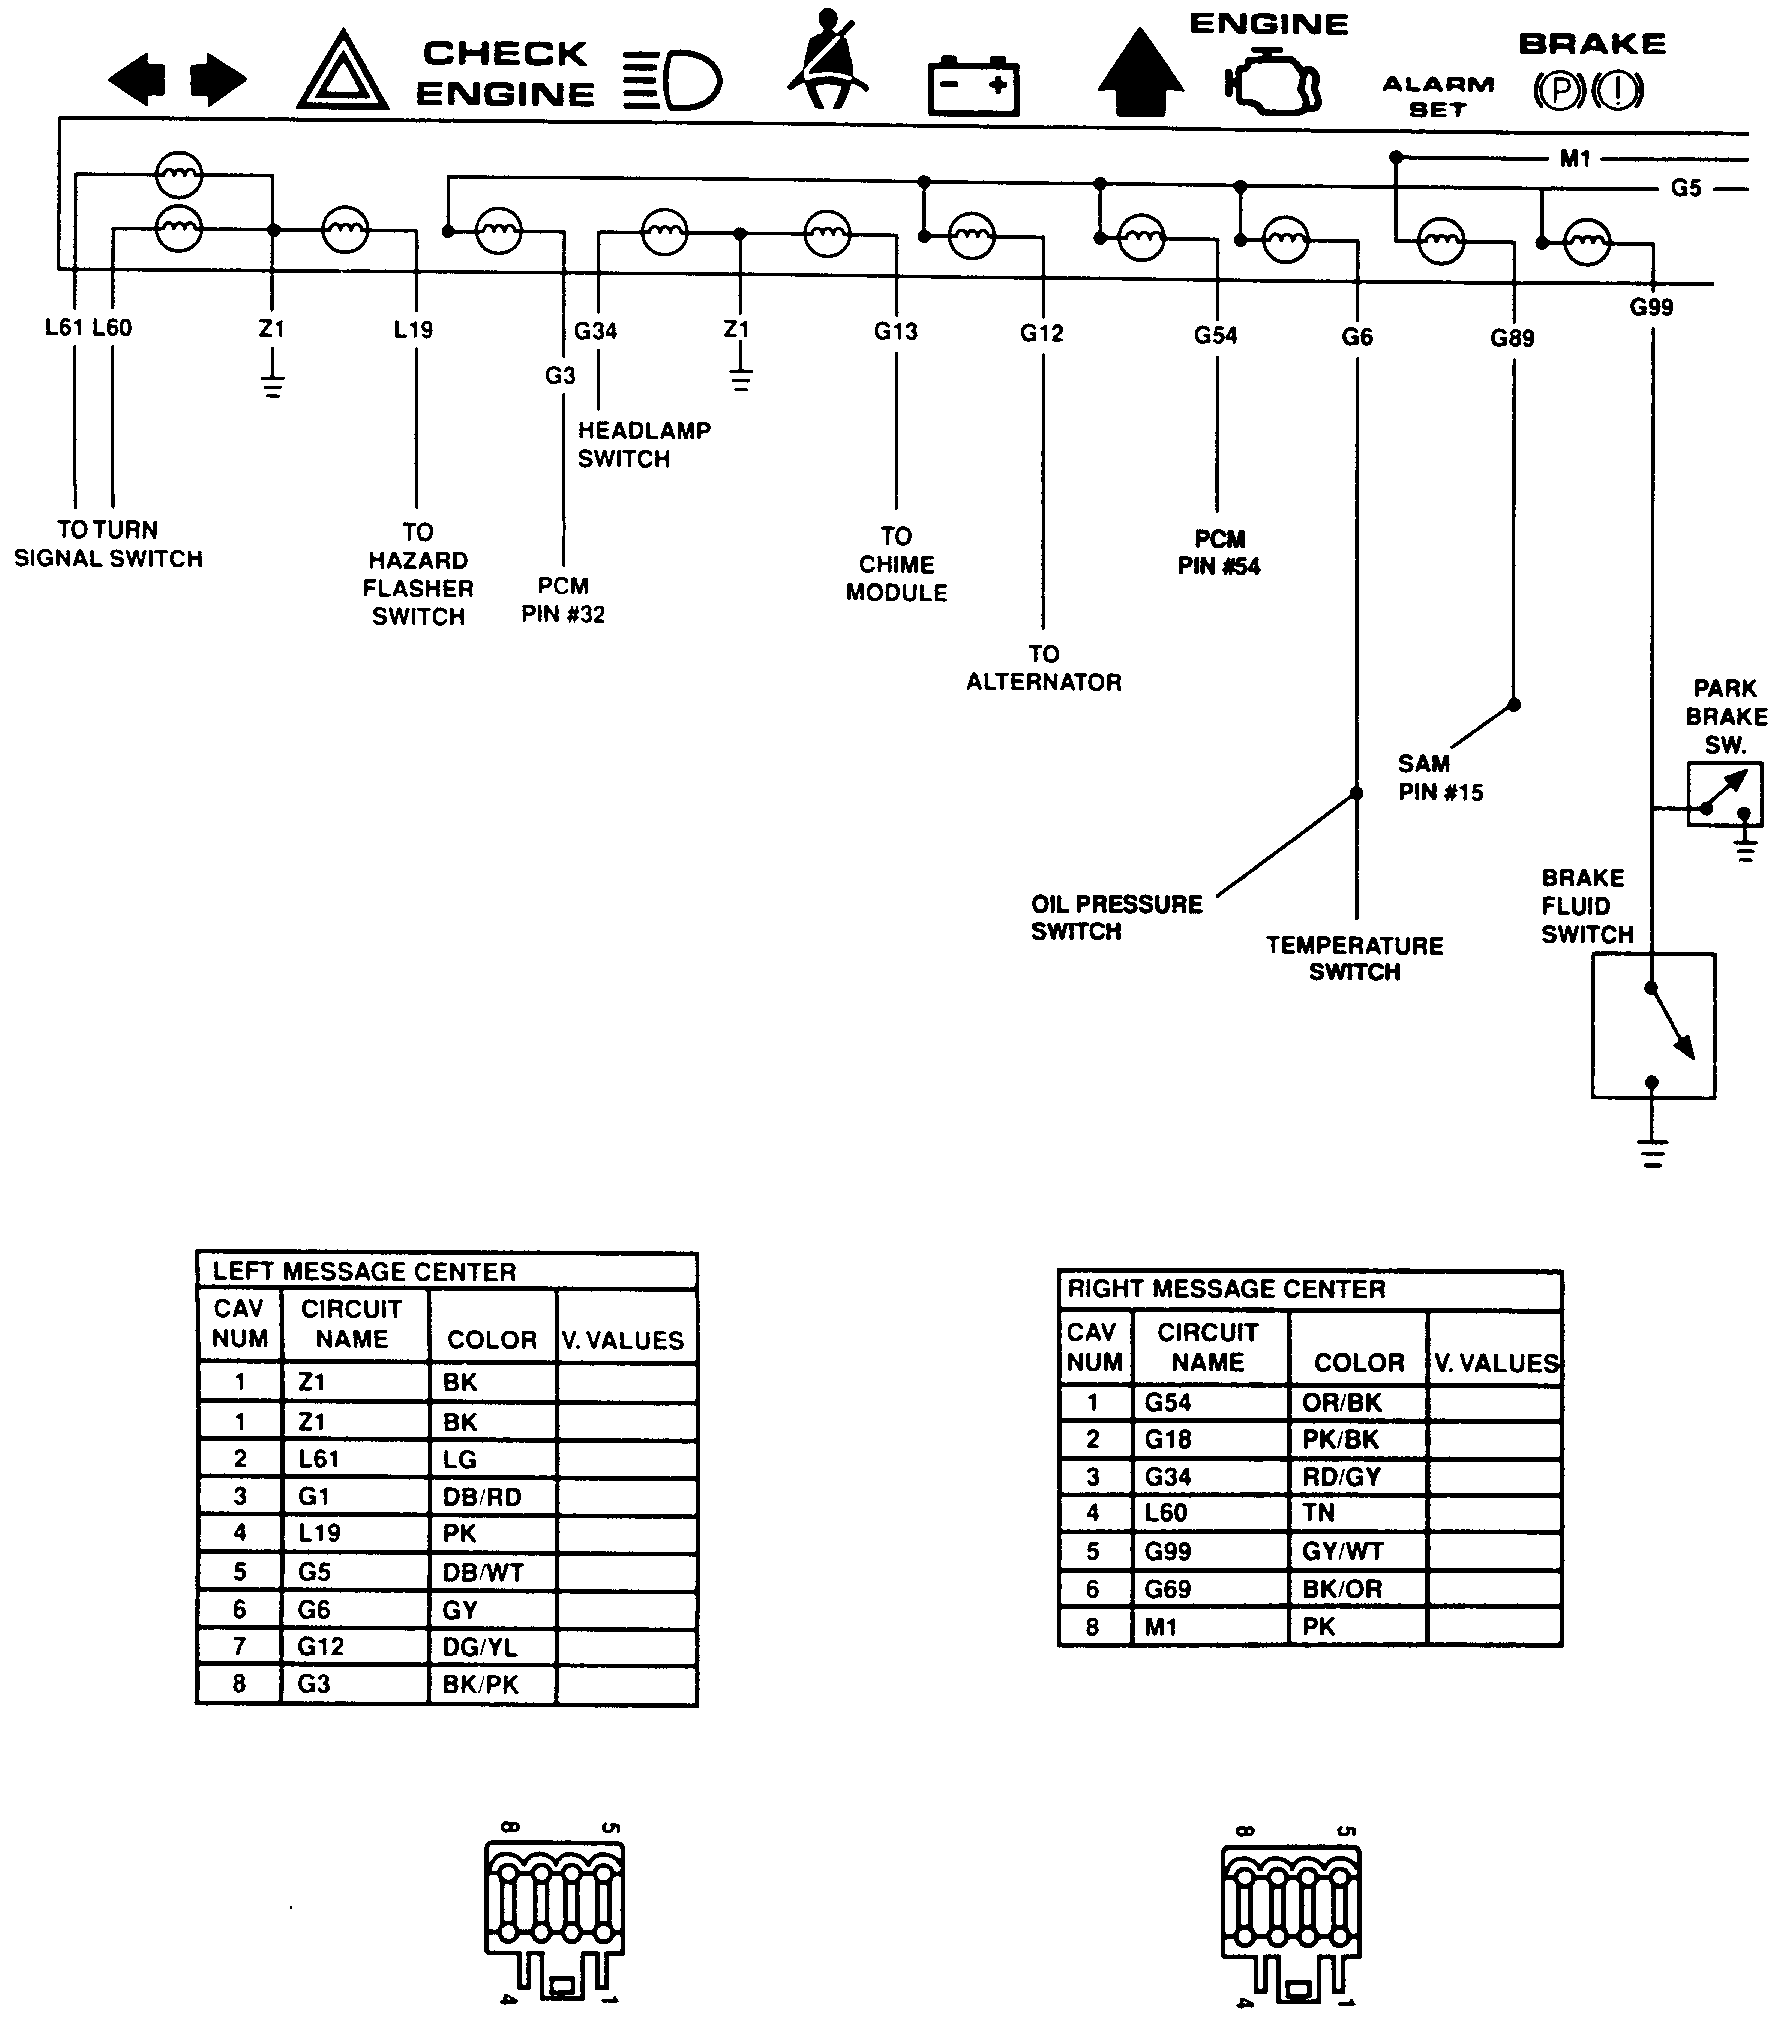 CHECK
ENGINE
ENGINE
ALARM
SET
BRAKE
P !
- +
M1
G5
L61 L60 Z1 L19 G3 G34 Z1 G13 G12 G54 G6 G89 G99
HEADLAMP
SWITCH
TO TURN
SIGNAL SWITCH
TO
HAZARD
FLASHER
SWITCH
PCM
PIN #32
TO
CHIME
MODULE
TO
ALTERNATOR
PCM
PIN #54
SAM
PIN #15
PARK
BRAKE
SW.
OIL PRESSURE
SWITCH
TEMPERATURE
SWITCH
BRAKE
FLUID
SWITCH
LEFT MESSAGE CENTER
CAV NUM CIRCUIT NAME COLOR V. VALUES
1 Z1 BK
1 Z1 BK
2 L61 LG
3 G1 DB/RD
4 L19 PK
5 G5 DB/WT
6 G6 GY
7 G12 DG/YL
8 G3 BK/PK
RIGHT MESSAGE CENTER
CAV NUM CIRCUIT NAME COLOR V. VALUES
1 G54 OR/BK
2 G18 PK/BK
3 G34 RD/GY
4 L60 TN
5 G99 GY/WT
6 G69 BK/OR
8 M1 PK
8 5
4 1
8 5
4 1